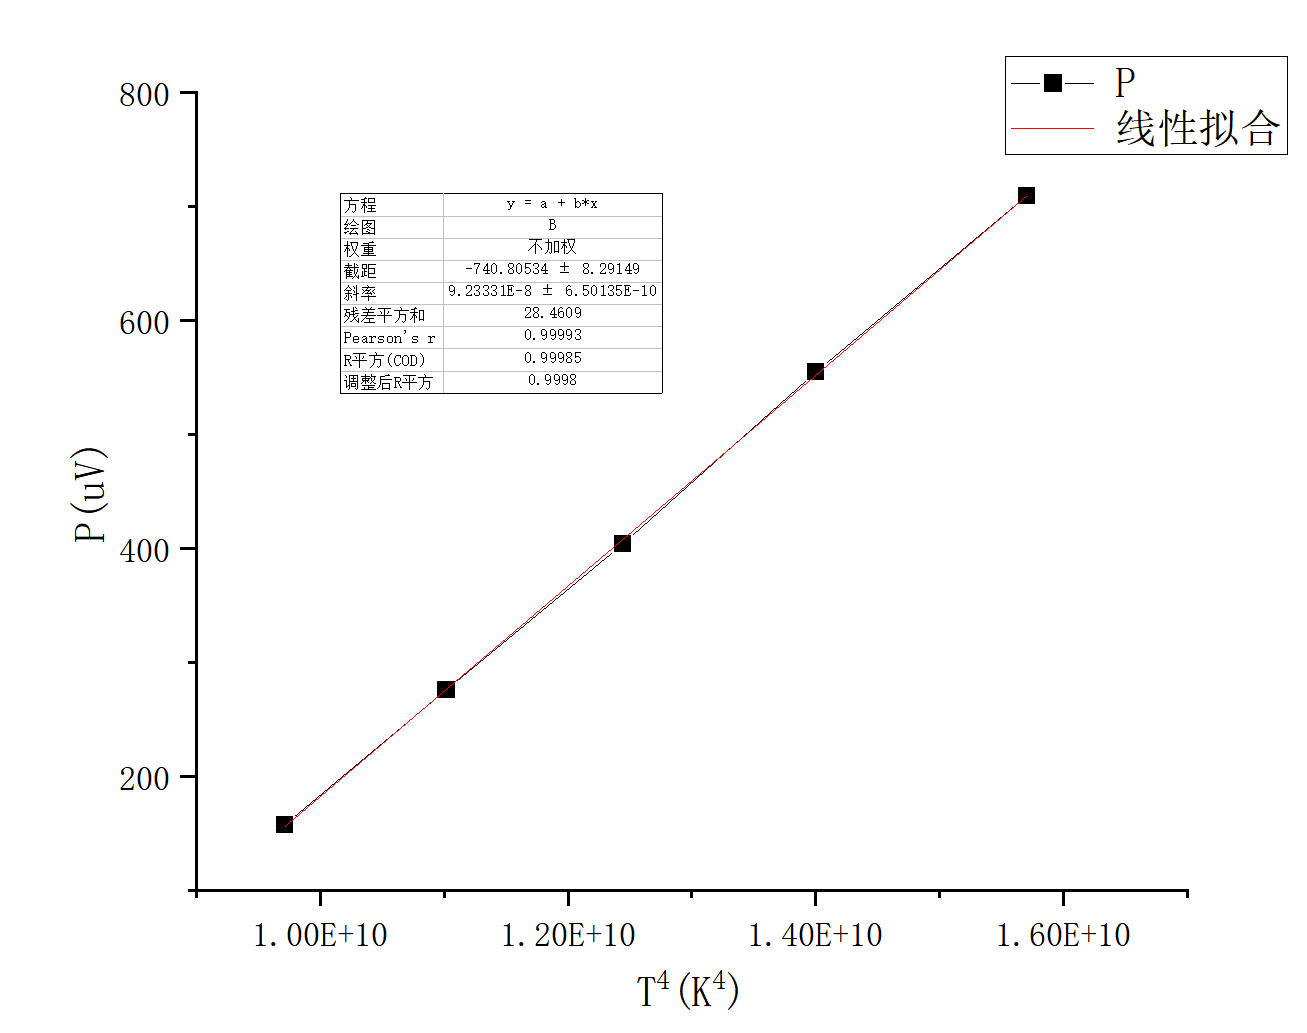 P
线性拟合
800
600
400
200
P(uV)
方程 y = a + b*x
绘图 B
权重 不加权
截距 -740.80534 ± 8.29149
斜率 9.23331E-8 ± 6.50135E-10
残差平方和 28.4609
Pearson's r 0.99993
R平方(COD) 0.99985
调整后R平方 0.9998
1.00E+10 1.20E+10 1.40E+10 1.60E+10
T⁴(K⁴)